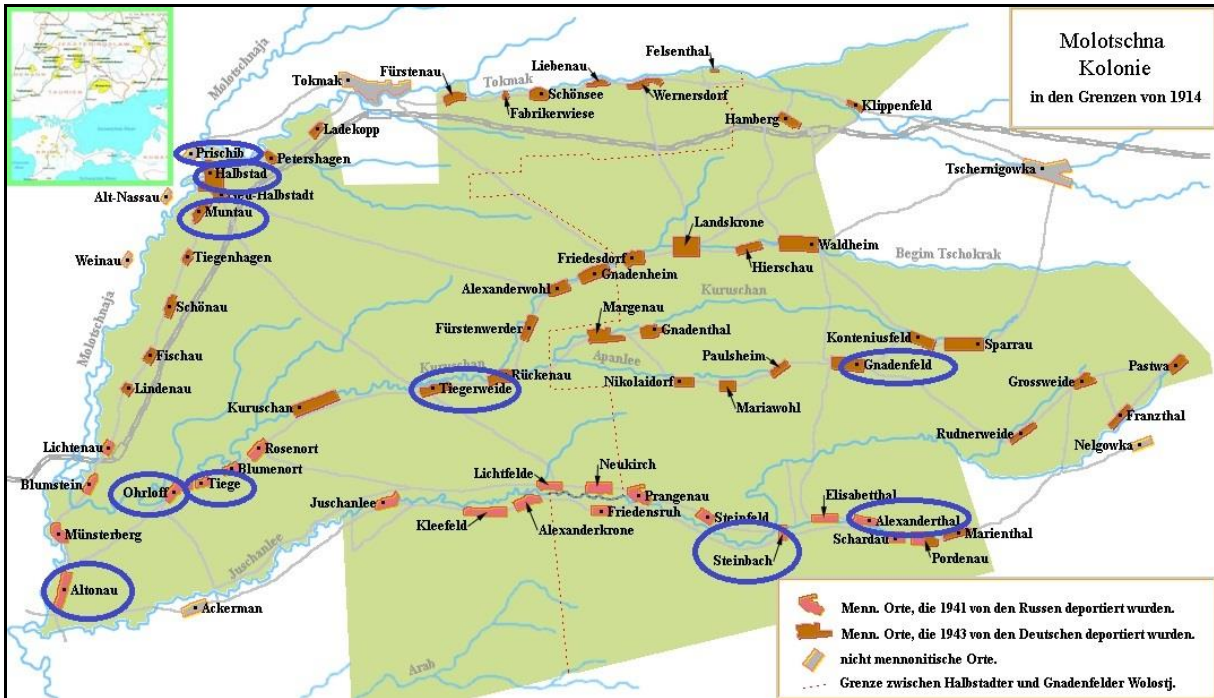 Molotschna
Kolonie
in den Grenzen von 1914
Felsenthal
Liebenau
Fürstenau
Tokmak
Tokmak
Molotschnaja
Schönsee
Wernersdorf
Fabrikerwiese
Klippenfeld
Hamberg
Ladekopp
Prischib
Petershagen
Halbstad
Tschernigowka
Alt-Nassau
Neu-Halbstadt
Muntau
Landskrone
Waldheim
Weinau
Tiegenhagen
Friedesdorf
Begim Tschokrak
Hierschau
Gnadenheim
Alexanderwohl
Kuruschan
Schönau
Margenau
Molotschnaja
Fürstenwerder
Gnadenthal
Konteniusfeld
Sparrau
Fischau
Apanlee
Paulsheim
Kuruschan
Gnadenfeld
Pastwa
Rückenau
Lindenau
Tiegerweide
Nikolaidorf
Grossweide
Mariawohl
Kuruschan
Franzthal
Rudnerweide
Lichtenau
Rosenort
Nelgowka
Blumenort
Lichtfelde
Neukirch
Blumstein
Ohrloff
Tiege
Prangenau
Elisabetthal
Juschanlee
Friedensruh
Steinfeld
Alexanderthal
Kleefeld
Alexanderkrone
Münsterberg
Schardau
Marienthal
Steinbach
Pordenau
Juschanlee
Altonau
Ackerman
Arab
Menn. Orte, die 1941 von den Russen deportiert wurden.
Menn. Orte, die 1943 von den Deutschen deportiert wurden.
nicht mennonitische Orte.
Grenze zwischen Halbstadter und Gnadenfelder Wolostj.